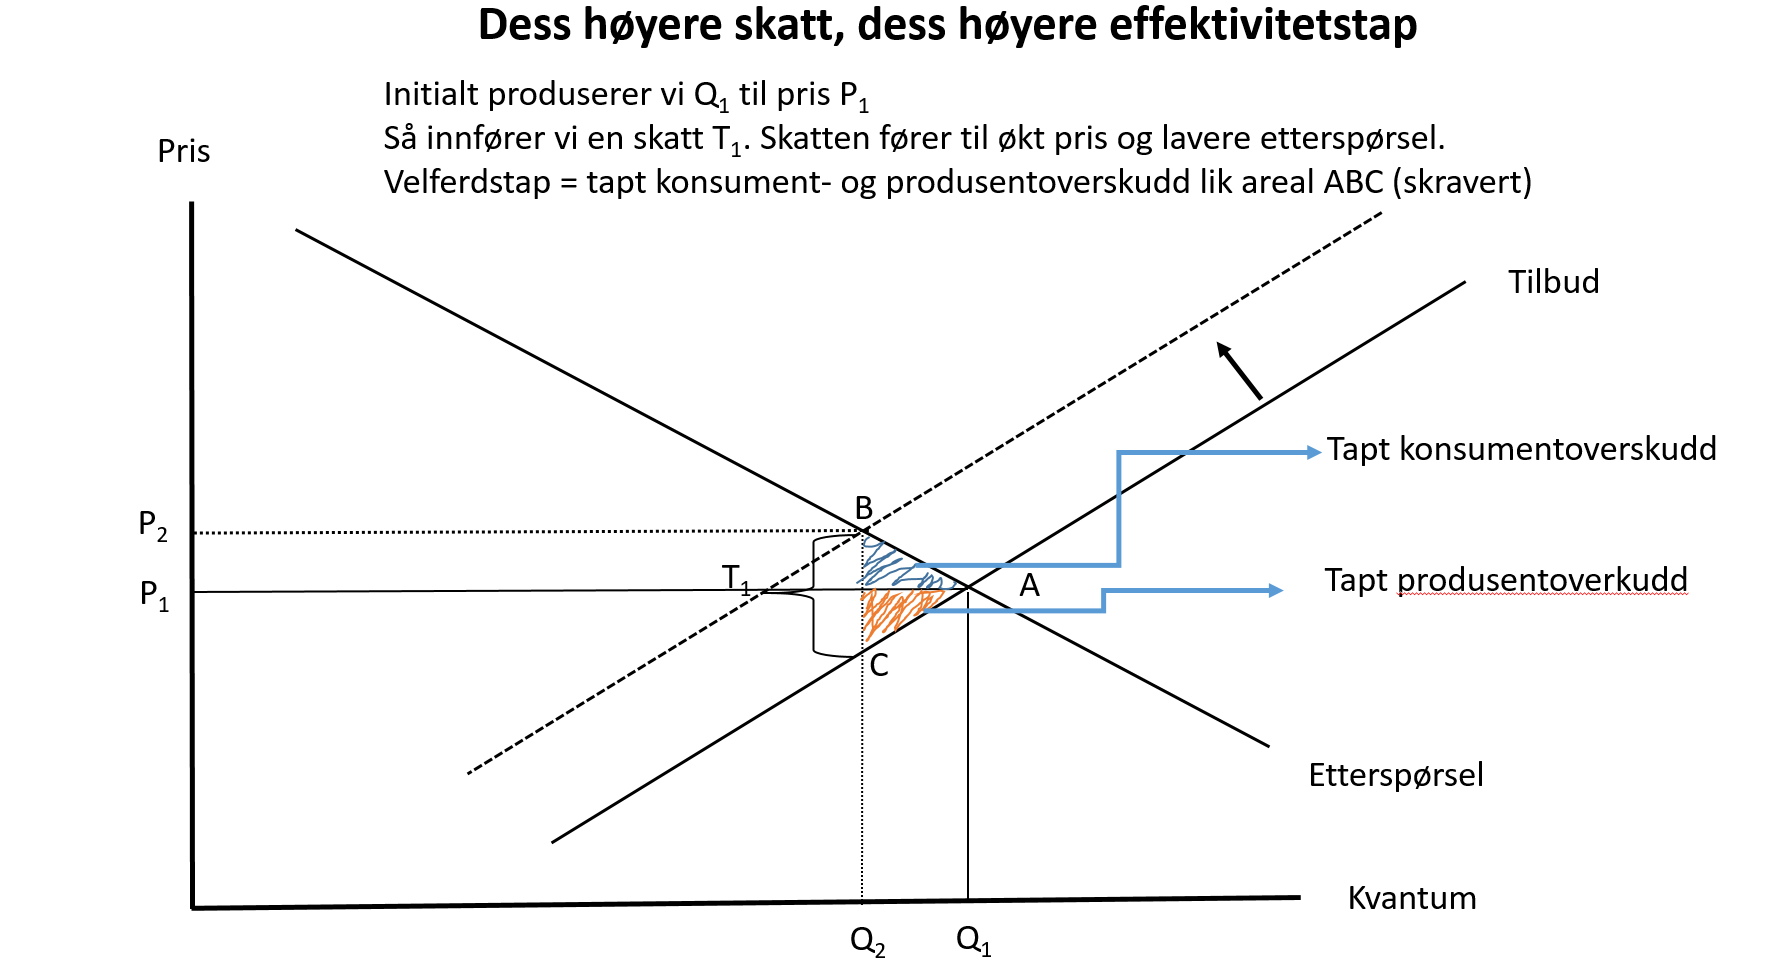 Dess høyere skatt, dess høyere effektivitetstap
Initialt produserer vi Q₁ til pris P₁
Så innfører vi en skatt T₁. Skatten fører til økt pris og lavere etterspørsel.
Velferdstap = tapt konsument- og produsentoverskudd lik areal ABC (skravert)
Pris
Tilbud
Tapt konsumentoverskudd
B
P₂
T₁
A
Tapt produsentoverkudd
P₁
C
Etterspørsel
Kvantum
Q₂
Q₁